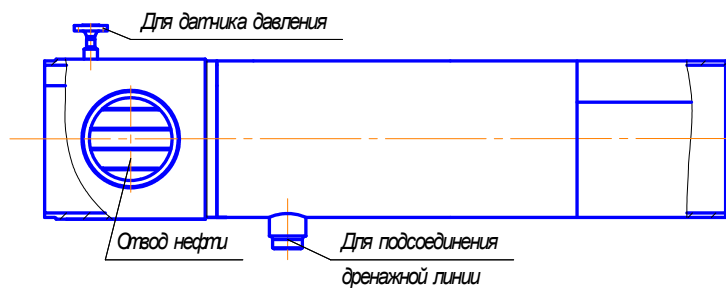 Для датчика давления
Отвод нефти
Для подсоединения
дренажной линии